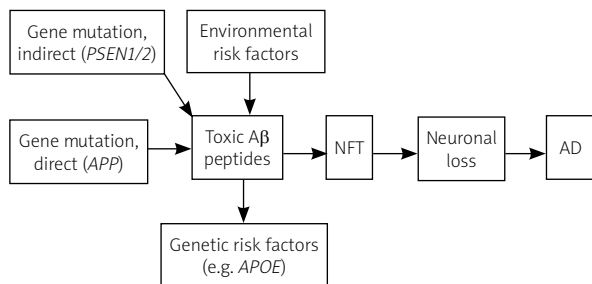 Gene mutation,
indirect (PSEN1/2)
Environmental
risk factors
Gene mutation,
direct (APP)
Toxic Aβ
peptides
NFT
Neuronal
loss
AD
Genetic risk factors
(e.g. APOE)